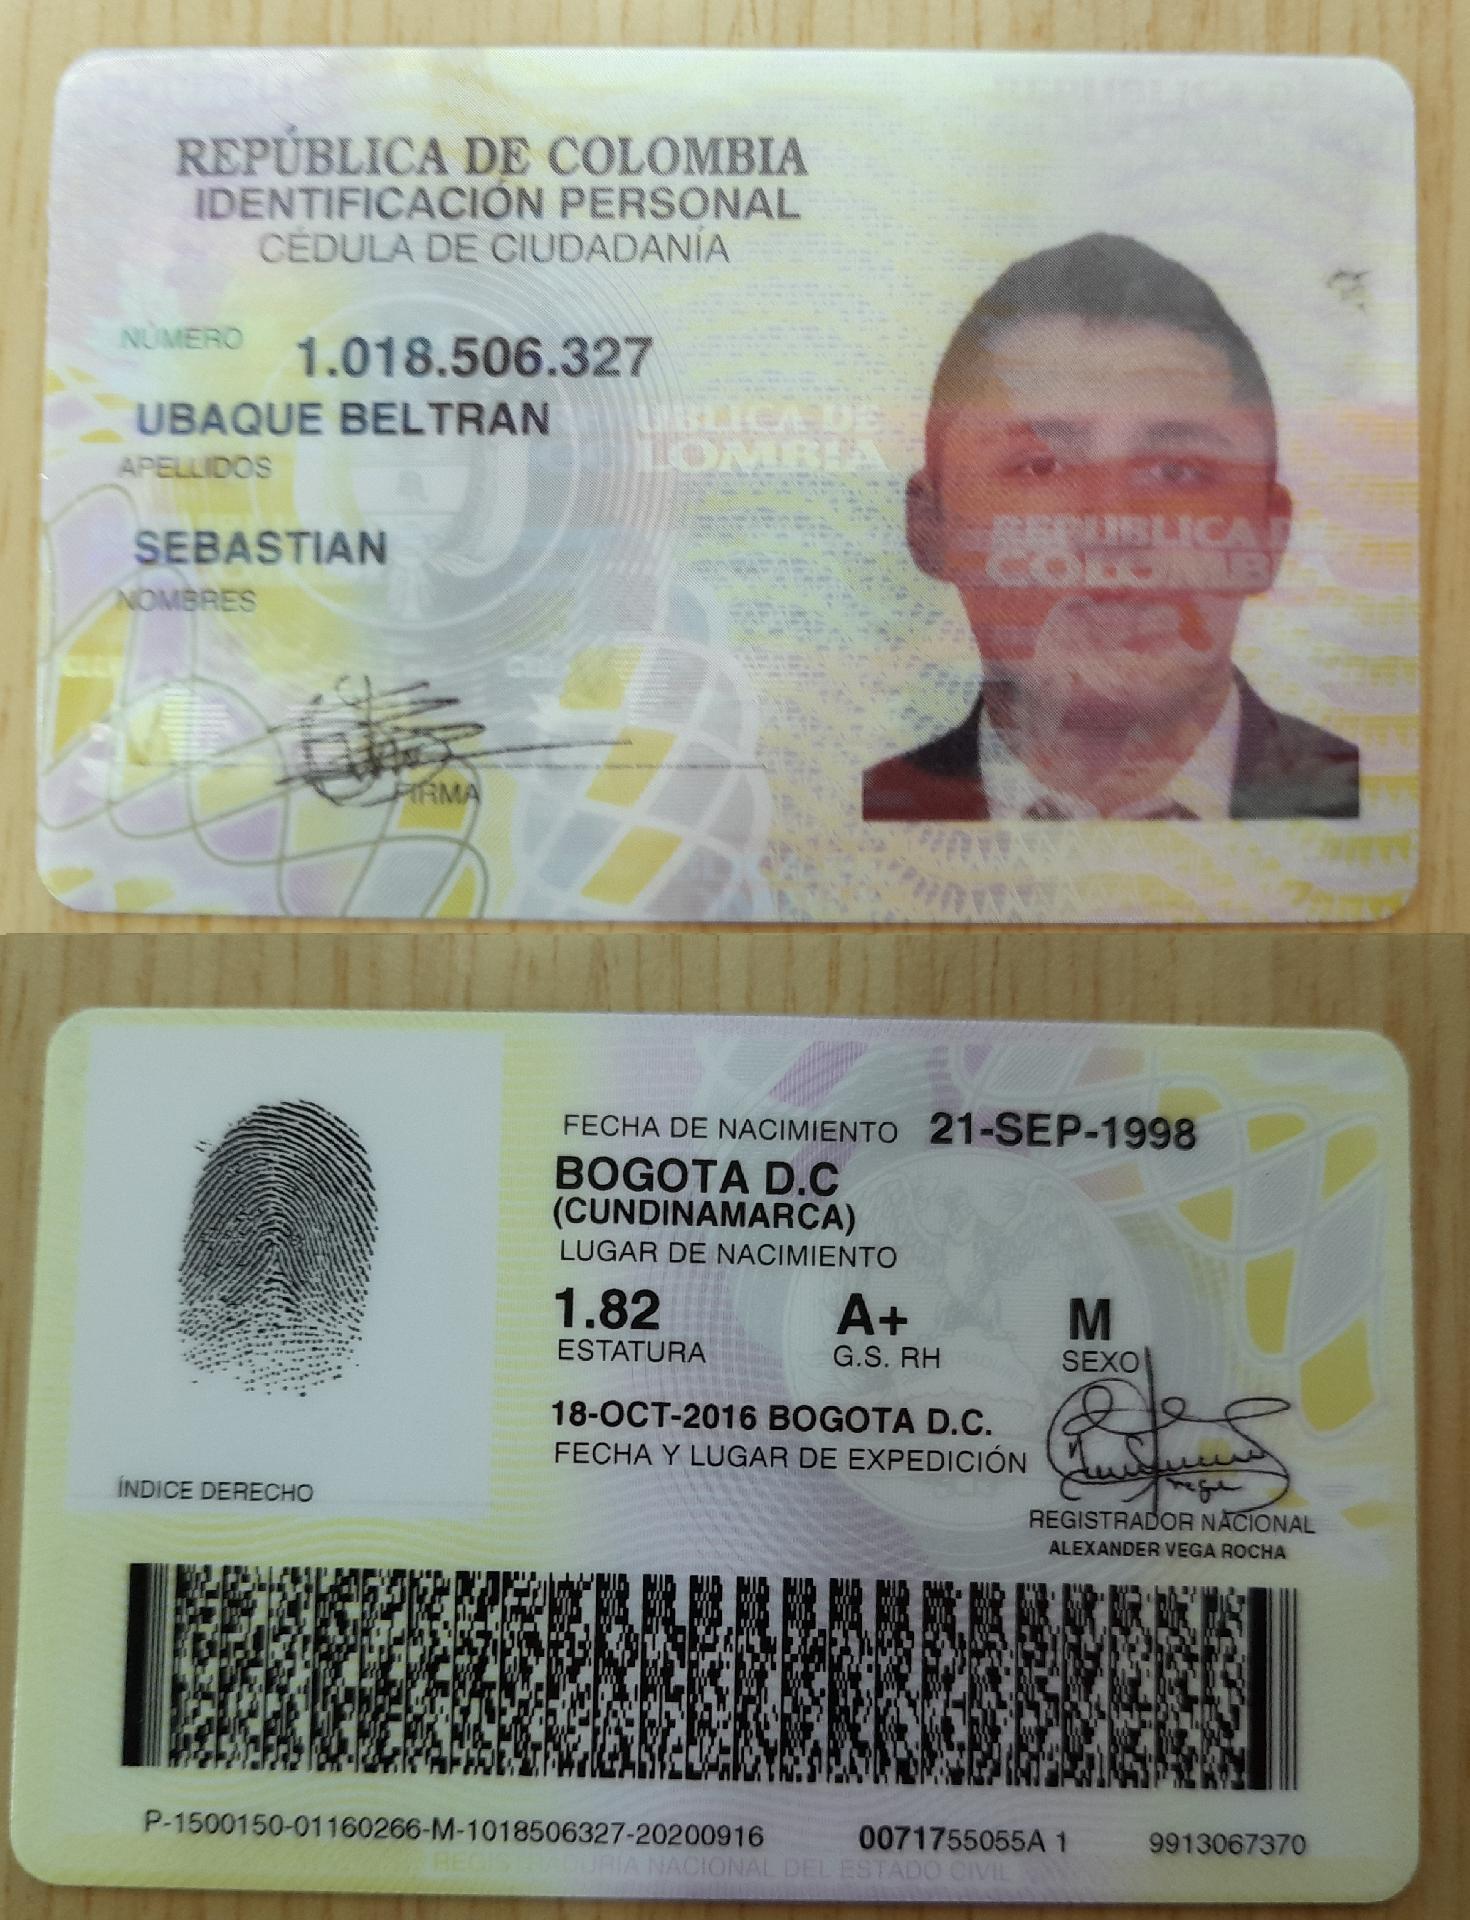 REPÚBLICA DE COLOMBIA
IDENTIFICACIÓN PERSONAL
CÉDULA DE CIUDADANÍA
NÚMERO 1.018.506.327
UBAQUE BELTRAN
APELLIDOS
SEBASTIAN
NOMBRES
FIRMA
UBLICA DE
LOMBIA
REPUBLICA DE
COLOMBIA
FECHA DE NACIMIENTO 21-SEP-1998
BOGOTA D.C
(CUNDINAMARCA)
LUGAR DE NACIMIENTO
1.82 A+ M
ESTATURA G.S. RH SEXO
18-OCT-2016 BOGOTA D.C.
FECHA Y LUGAR DE EXPEDICIÓN
ÍNDICE DERECHO
REGISTRADOR NACIONAL
ALEXANDER VEGA ROCHA
P-1500150-01160266-M-1018506327-20200916 0071755055A 1 9913067370
REGISTRADURIA NACIONAL DEL ESTADO CIVIL